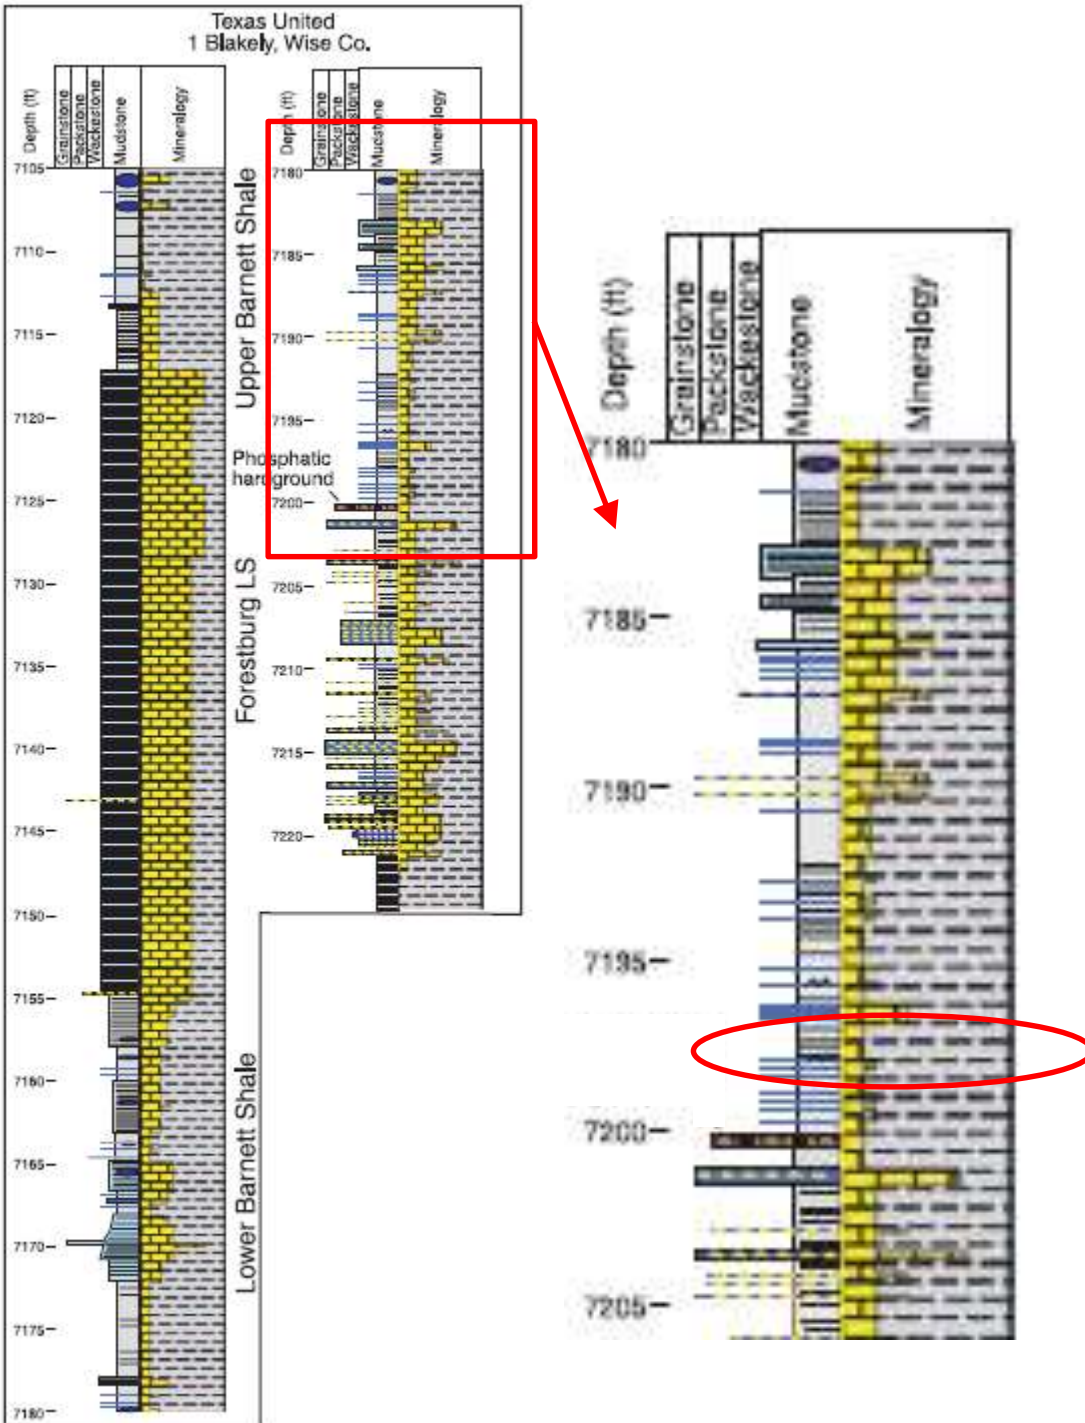 Texas United
1 Blakely, Wise Co.
Depth (ft)
Grainstone
Packstone
Wackestone
Mudstone
Mineralogy
7105
7110
7115
7120
7125
7130
7135
7140
7145
7150
7155
7160
7165
7170
7175
7180
Upper Barnett Shale
Forestburg LS
Lower Barnett Shale
Depth (ft)
Grainstone
Packstone
Wackestone
Mudstone
Mineralogy
7180
7185
7190
7195
Phosphatic
hardground
7200
7205
7210
7215
7220
Depth (ft)
Grainstone
Packstone
Wackestone
Mudstone
Mineralogy
7180
7185
7190
7195
7200
7205